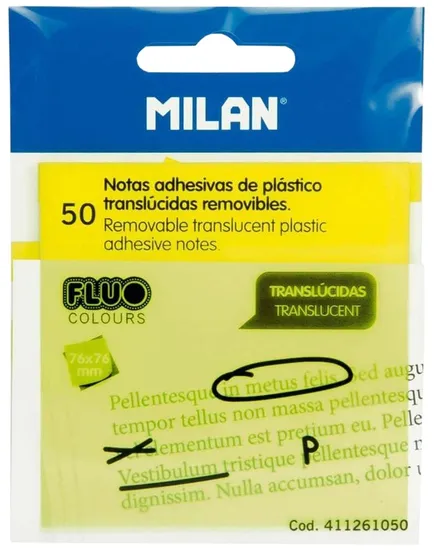 MILAN®
50
Notas adhesivas de plástico
translúcidas removibles.
Removable translucent plastic
adhesive notes.
FLUO
COLOURS
TRANSLÚCIDAS
TRANSLUCENT
76x76
mm
Pellentesque in metus felis sed augu
tempor tellus non massa pellentesqu
elementum est pretium eu. Pelle
P
Vestibulum tristique pellentesque
dignissim. Nulla accumsan, dolor
Cod. 411261050